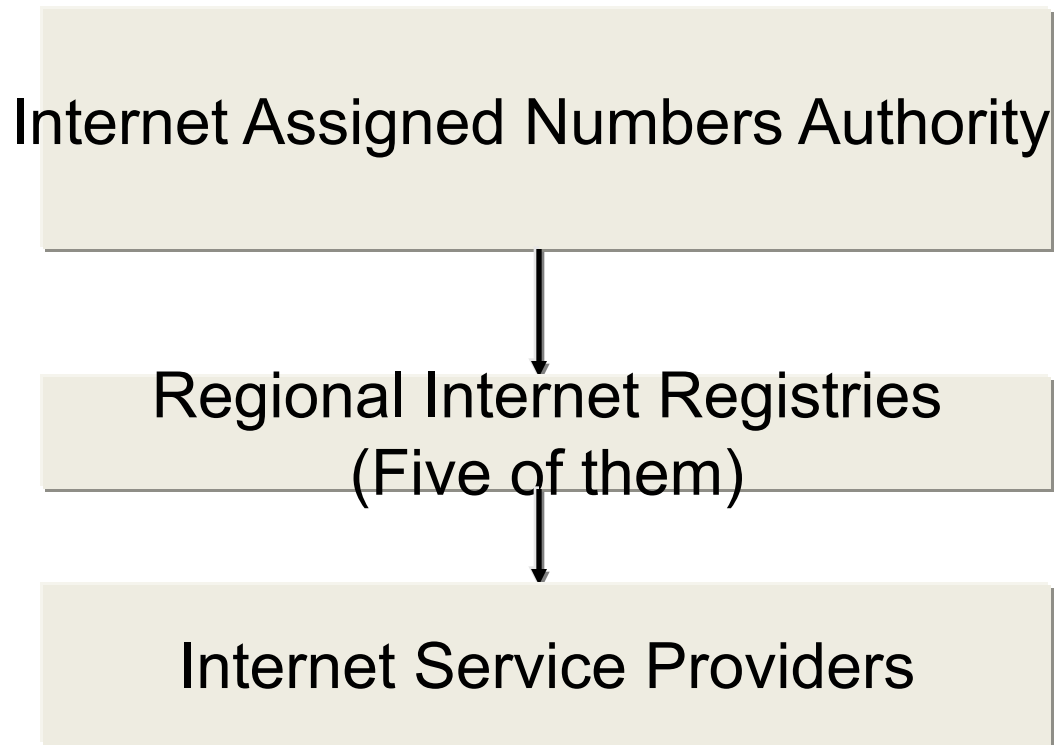 Internet Assigned Numbers Authority
Regional Internet Registries
(Five of them)
Internet Service Providers